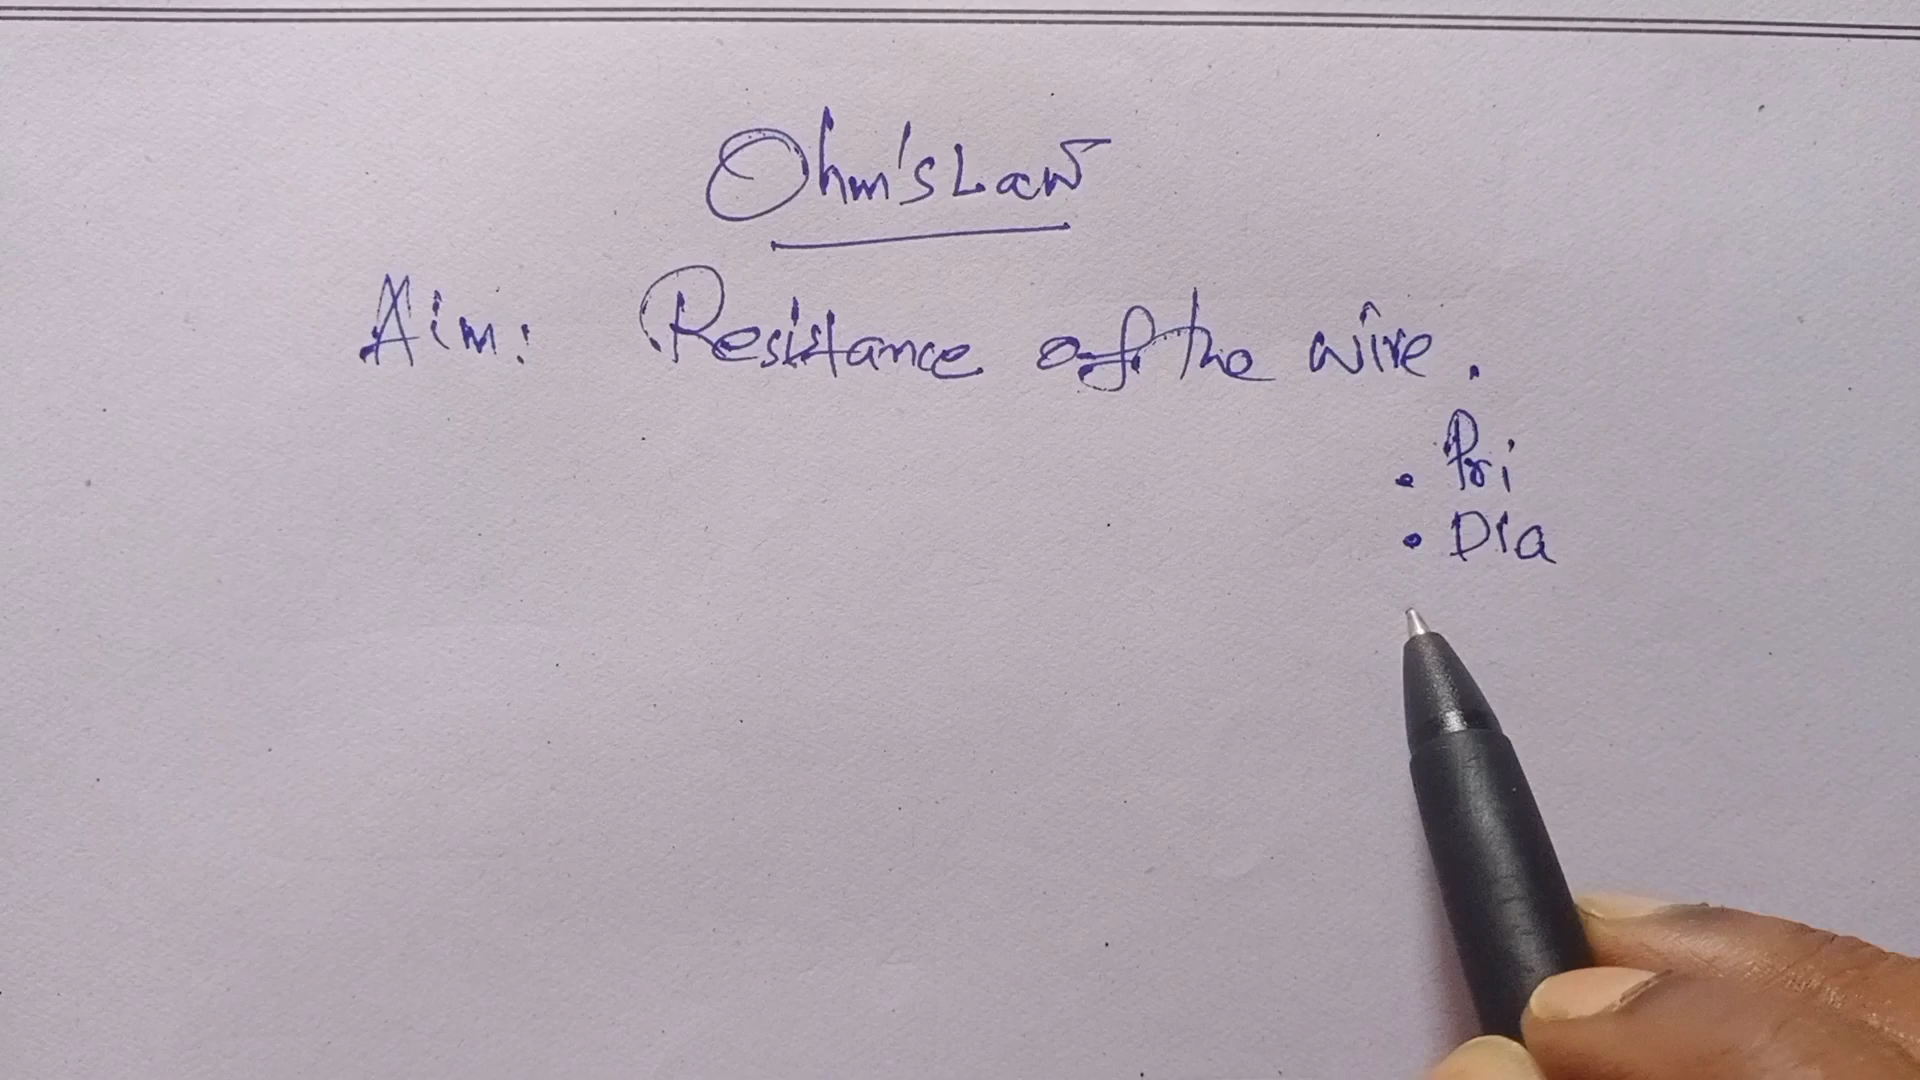 Ohm's Law
Aim: Resistance of the wire.
• Pri
• Dia